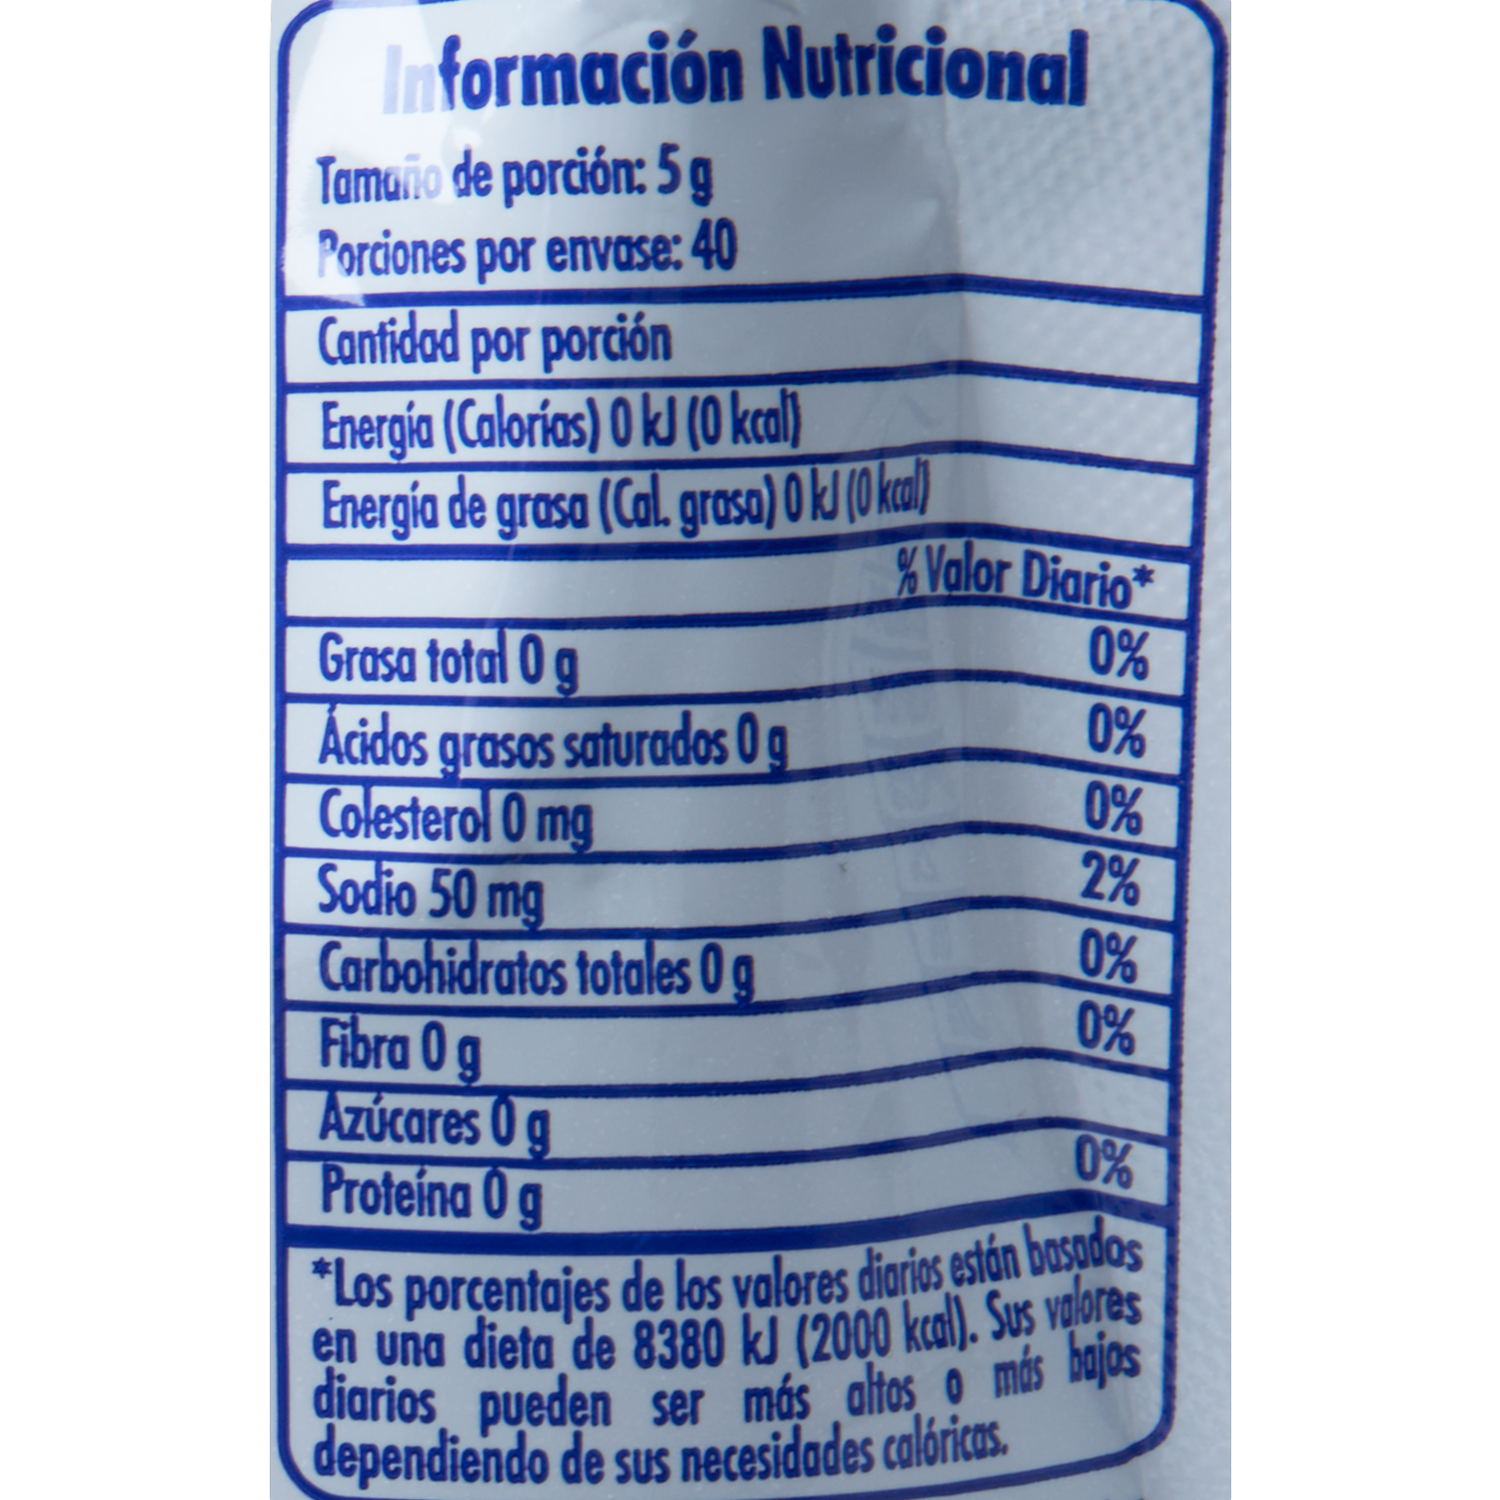 Información Nutricional
Tamaño de porción: 5 g
Porciones por envase: 40
Cantidad por porción
Energía (Calorías) 0 kJ (0 kcal)
Energía de grasa (Cal. grasa) 0 kJ (0 kcal)
% Valor Diario*
Grasa total 0 g 0%
Ácidos grasos saturados 0 g 0%
Colesterol 0 mg 0%
Sodio 50 mg 2%
Carbohidratos totales 0 g 0%
Fibra 0 g 0%
Azúcares 0 g
Proteína 0 g 0%
*Los porcentajes de los valores diarios están basados
en una dieta de 8380 kJ (2000 kcal). Sus valores
diarios pueden ser más altos o más bajos
dependiendo de sus necesidades calóricas.